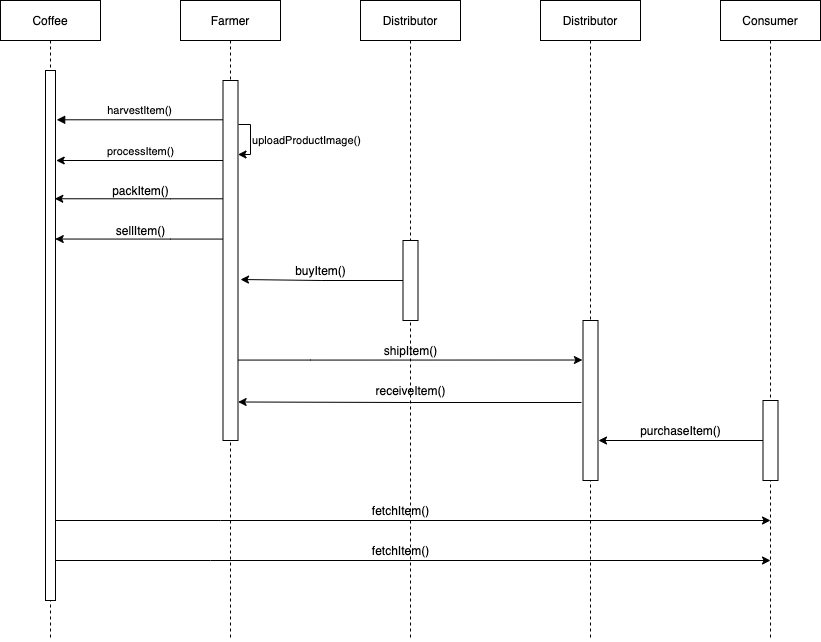 Coffee
Farmer
Distributor
Distributor
Consumer
harvestItem()
uploadProductImage()
processItem()
packItem()
sellItem()
buyItem()
shipItem()
receiveItem()
purchaseItem()
fetchItem()
fetchItem()